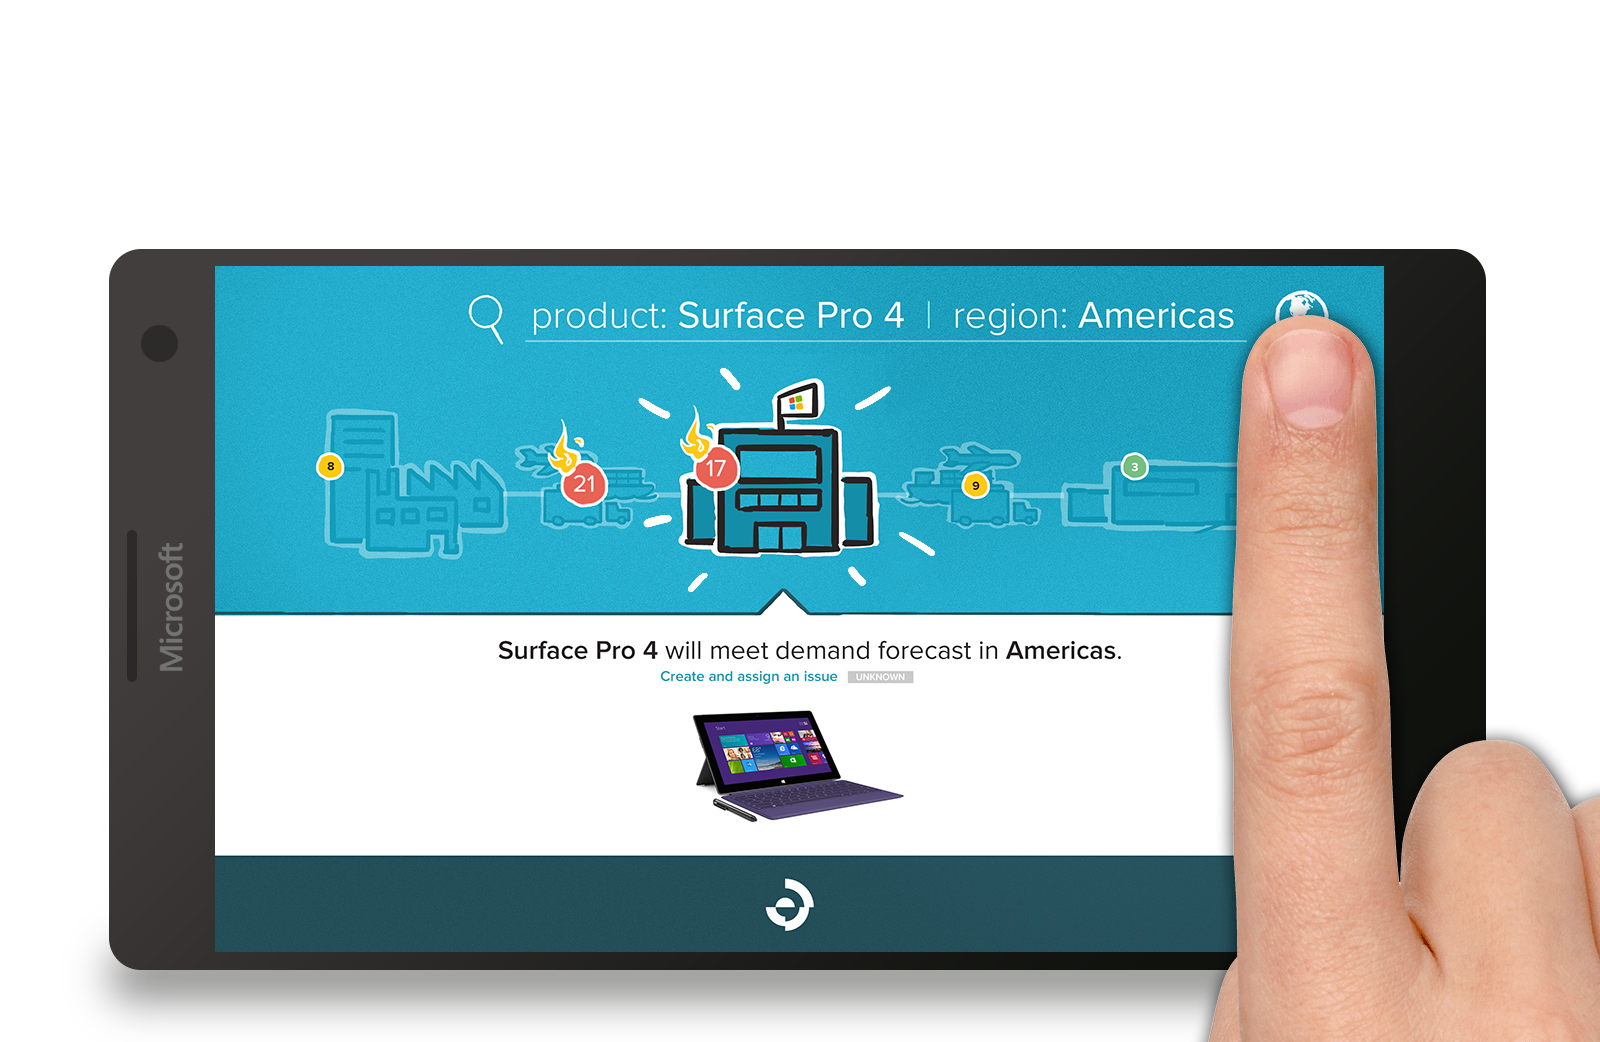 product: Surface Pro 4 | region: Americas
8
21
17
9
3
Microsoft
Surface Pro 4 will meet demand forecast in Americas.
Create and assign an issue UNKNOWN
Start